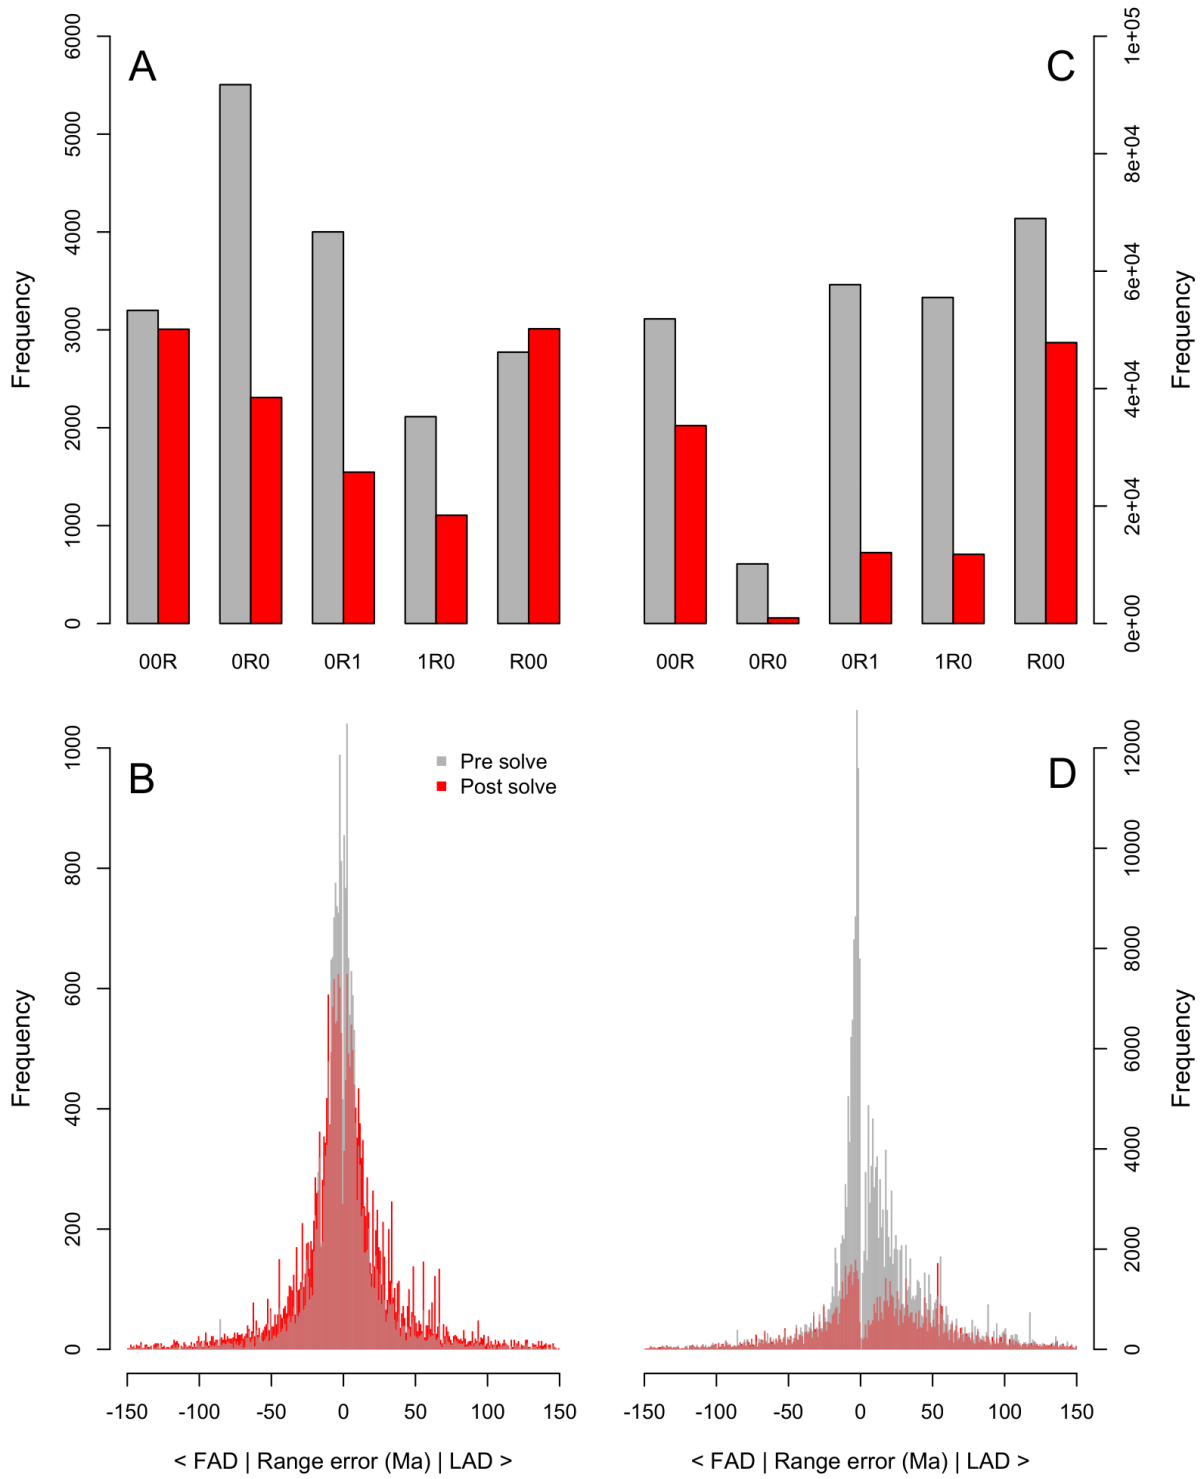 A
C
Frequency
6000
5000
4000
3000
2000
1000
0
00R
0R0
0R1
1R0
R00
00R
0R0
0R1
1R0
R00
1e+05
8e+04
6e+04
4e+04
2e+04
0e+00
Frequency
B
Pre solve
Post solve
D
Frequency
1000
800
600
400
200
0
-150
-100
-50
0
50
100
150
< FAD | Range error (Ma) | LAD >
12000
10000
8000
6000
4000
2000
0
Frequency
-150
-100
-50
0
50
100
150
< FAD | Range error (Ma) | LAD >